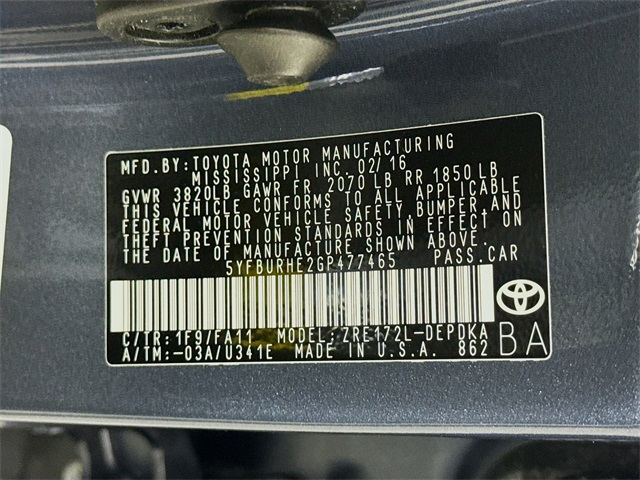 MFD.BY: TOYOTA MOTOR MANUFACTURING
MISSISSIPPI INC. 02/16
GVWR 3820LB GAWR FR 2070 LB RR 1850 LB
THIS VEHICLE CONFORMS TO ALL APPLICABLE
FEDERAL MOTOR VEHICLE SAFETY,BUMPER AND
THEFT PREVENTION STANDARDS IN EFFECT ON
THE DATE OF MANUFACTURE SHOWN ABOVE.
5YFBURHE2GP477465 PASS.CAR
C/TR:1F9/FA11 MODEL:ZRE172L-DEPDKA
A/TM:-03A/U341E MADE IN U.S.A. 862
BA